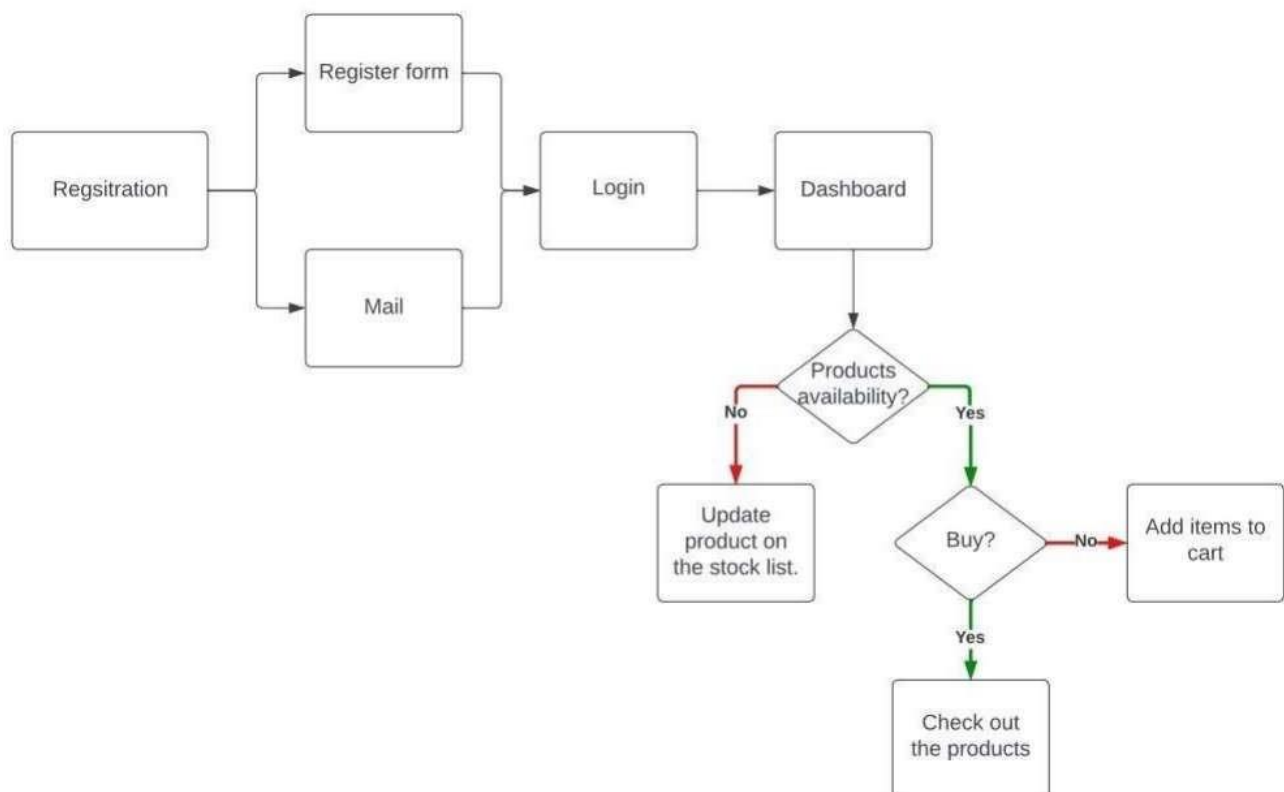 Register form
Regsitration
Login
Dashboard
Mail
Products
availability?
No
Yes
Update
product on
the stock list.
Buy?
No
Add items to
cart
Yes
Check out
the products